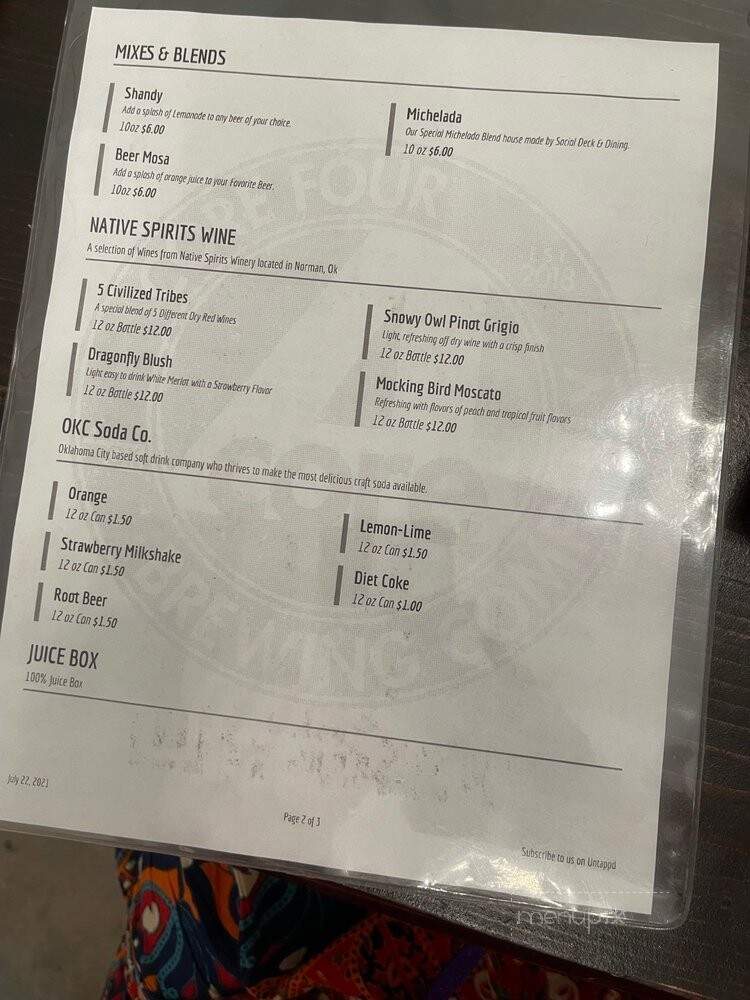 MIXES & BLENDS
Shandy
Add a splash of Lemonade to any beer of your choice.
10oz $6.00
Beer Mosa
Add a splash of orange juice to your Favorite Beer.
10oz $6.00
Michelada
Our Special Michelada Blend house made by Social Deck & Dining.
10 oz $6.00
NATIVE SPIRITS WINE
A selection of Wines from Native Spirits Winery located in Norman, Ok
5 Civilized Tribes
A special blend of 5 Different Dry Red Wines
12 oz Bottle $12.00
Dragonfly Blush
Light easy to drink White Merlot with a Strawberry Flavor
12 oz Bottle $12.00
Snowy Owl Pinot Grigio
Light, refreshing off dry wine with a crisp finish
12 oz Bottle $12.00
Mocking Bird Moscato
Refreshing with flavors of peach and tropical fruit flavors
12 oz Bottle $12.00
OKC Soda Co.
Oklahoma City based soft drink company who thrives to make the most delicious craft soda available.
Orange
12 oz Can $1.50
Strawberry Milkshake
12 oz Can $1.50
Root Beer
12 oz Can $1.50
Lemon-Lime
12 oz Can $1.50
Diet Coke
12 oz Can $1.00
JUICE BOX
100% Juice Box
July 22, 2021
Page 2 of 3
Subscribe to us on Untappd
FOUR
EST.
2018
BREWING
menupix